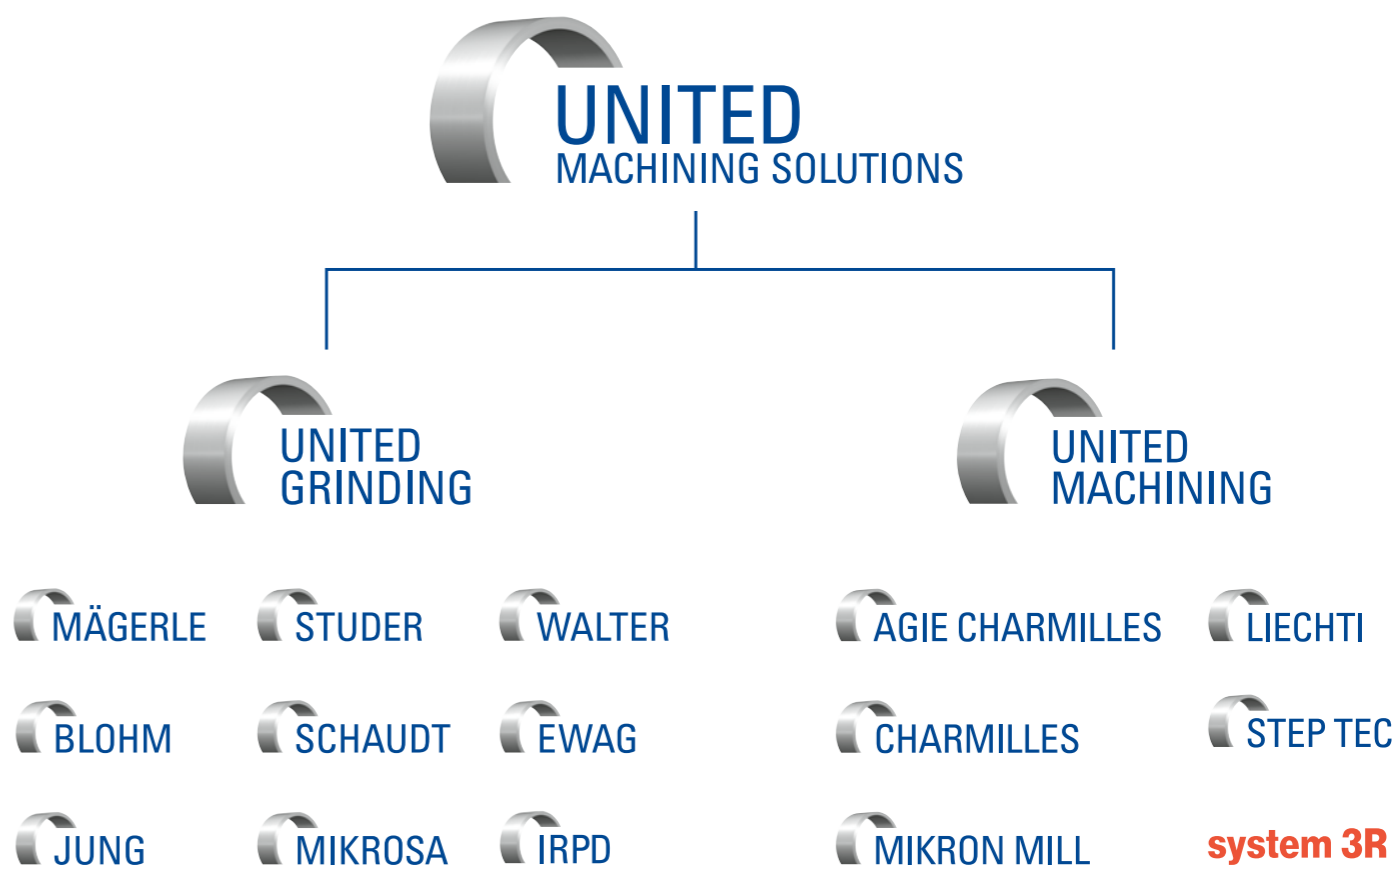 UNITED
MACHINING SOLUTIONS
UNITED
GRINDING
UNITED
MACHINING
MÄGERLE
STUDER
WALTER
AGIE CHARMILLES
LIECHTI
BLOHM
SCHAUDT
EWAG
CHARMILLES
STEP TEC
JUNG
MIKROSA
IRPD
MIKRON MILL
system 3R